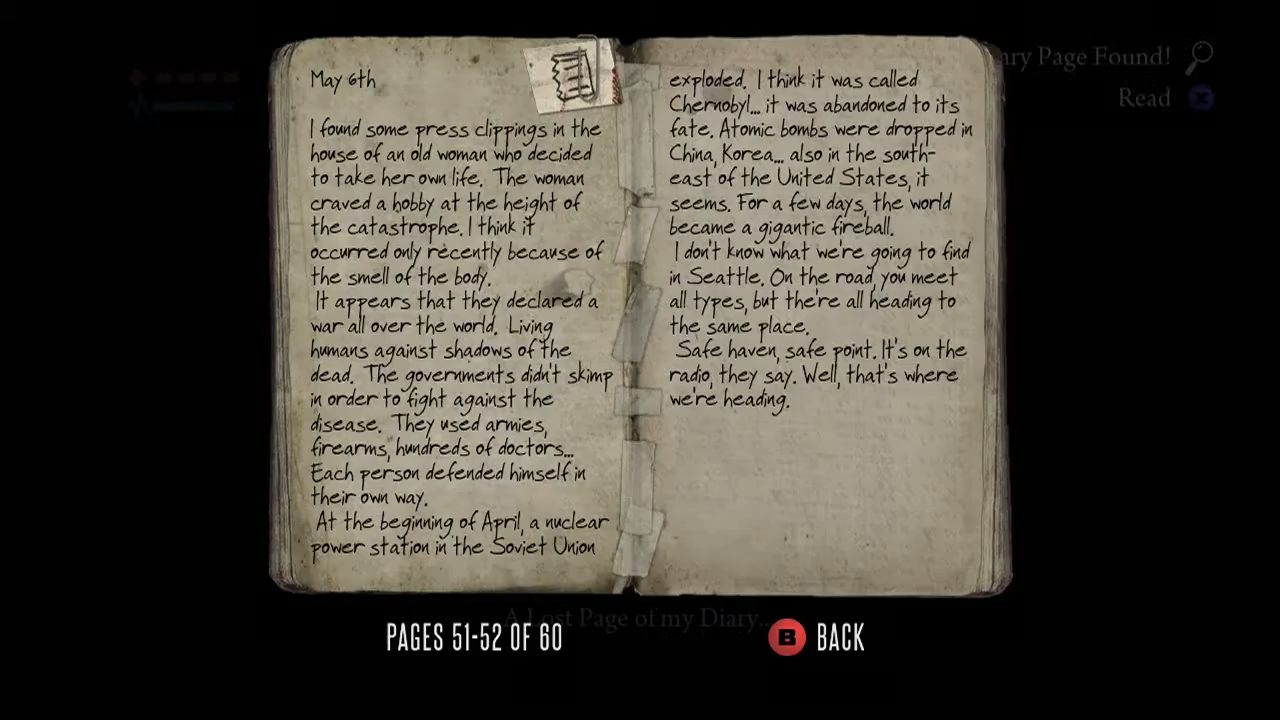 May 6th
I found some press clippings in the
house of an old woman who decided
to take her own life. The woman
craved a hobby at the height of
the catastrophe. I think it
occurred only recently because of
the smell of the body.
It appears that they declared a
war all over the world. Living
humans against shadows of the
dead. The governments didn't skimp
in order to fight against the
disease. They used armies,
firearms, hundreds of doctors...
Each person defended himself in
their own way.
At the beginning of April, a nuclear
power station in the Soviet Union
exploded. I think it was called
Chernobyl... it was abandoned to its
fate. Atomic bombs were dropped in
China, Korea... also in the south-
east of the United States, it
seems. For a few days, the world
became a gigantic fireball.
I don't know what we're going to find
in Seattle. On the road, you meet
all types, but the're all heading to
the same place.
Safe haven, safe point. It's on the
radio, they say. Well, that's where
we're heading.
ary Page Found!
Read X
A Lost Page of my Diary...
PAGES 51-52 OF 60
B BACK